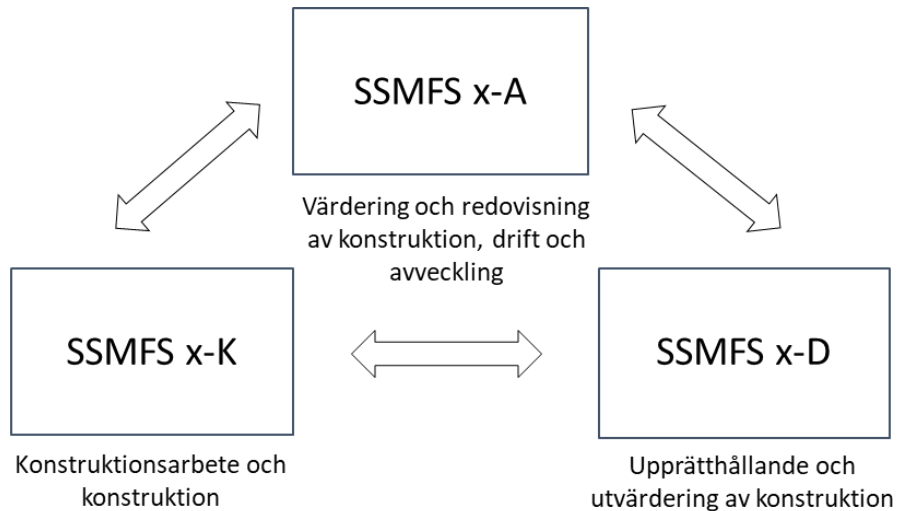 SSMFS x-A
Värdering och redovisning
av konstruktion, drift och
avveckling
SSMFS x-K
Konstruktionsarbete och
konstruktion
SSMFS x-D
Upprätthållande och
utvärdering av konstruktion